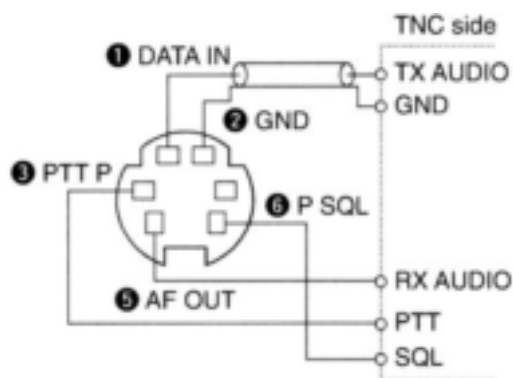 TNC side
❶ DATA IN
TX AUDIO
❷ GND
GND
❸ PTT P
❻ P SQL
❺ AF OUT
RX AUDIO
PTT
SQL